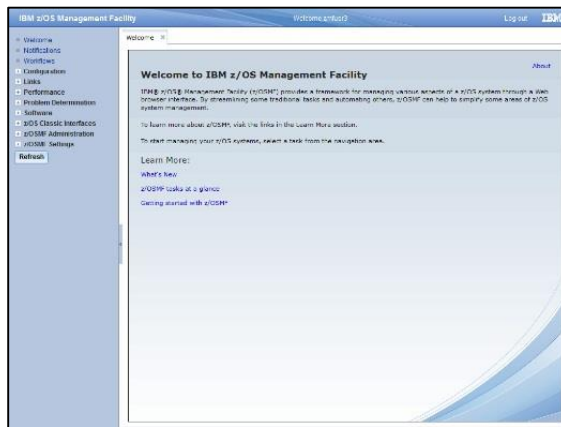 IBM z/OS Management Facility
Welcome zmfusr3
Log out
IBM
Welcome
Notifications
Workflows
Configuration
Links
Performance
Problem Determination
Software
z/OS Classic Interfaces
z/OSMF Administration
z/OSMF Settings
Refresh
Welcome
About
Welcome to IBM z/OS Management Facility
IBM® z/OS® Management Facility (z/OSMF) provides a framework for managing various aspects of a z/OS system through a Web
browser interface. By streamlining some traditional tasks and automating others, z/OSMF can help to simplify some areas of z/OS
system management.
To learn more about z/OSMF, visit the links in the Learn More section.
To start managing your z/OS systems, select a task from the navigation area.
Learn More:
What's New
z/OSMF tasks at a glance
Getting started with z/OSMF